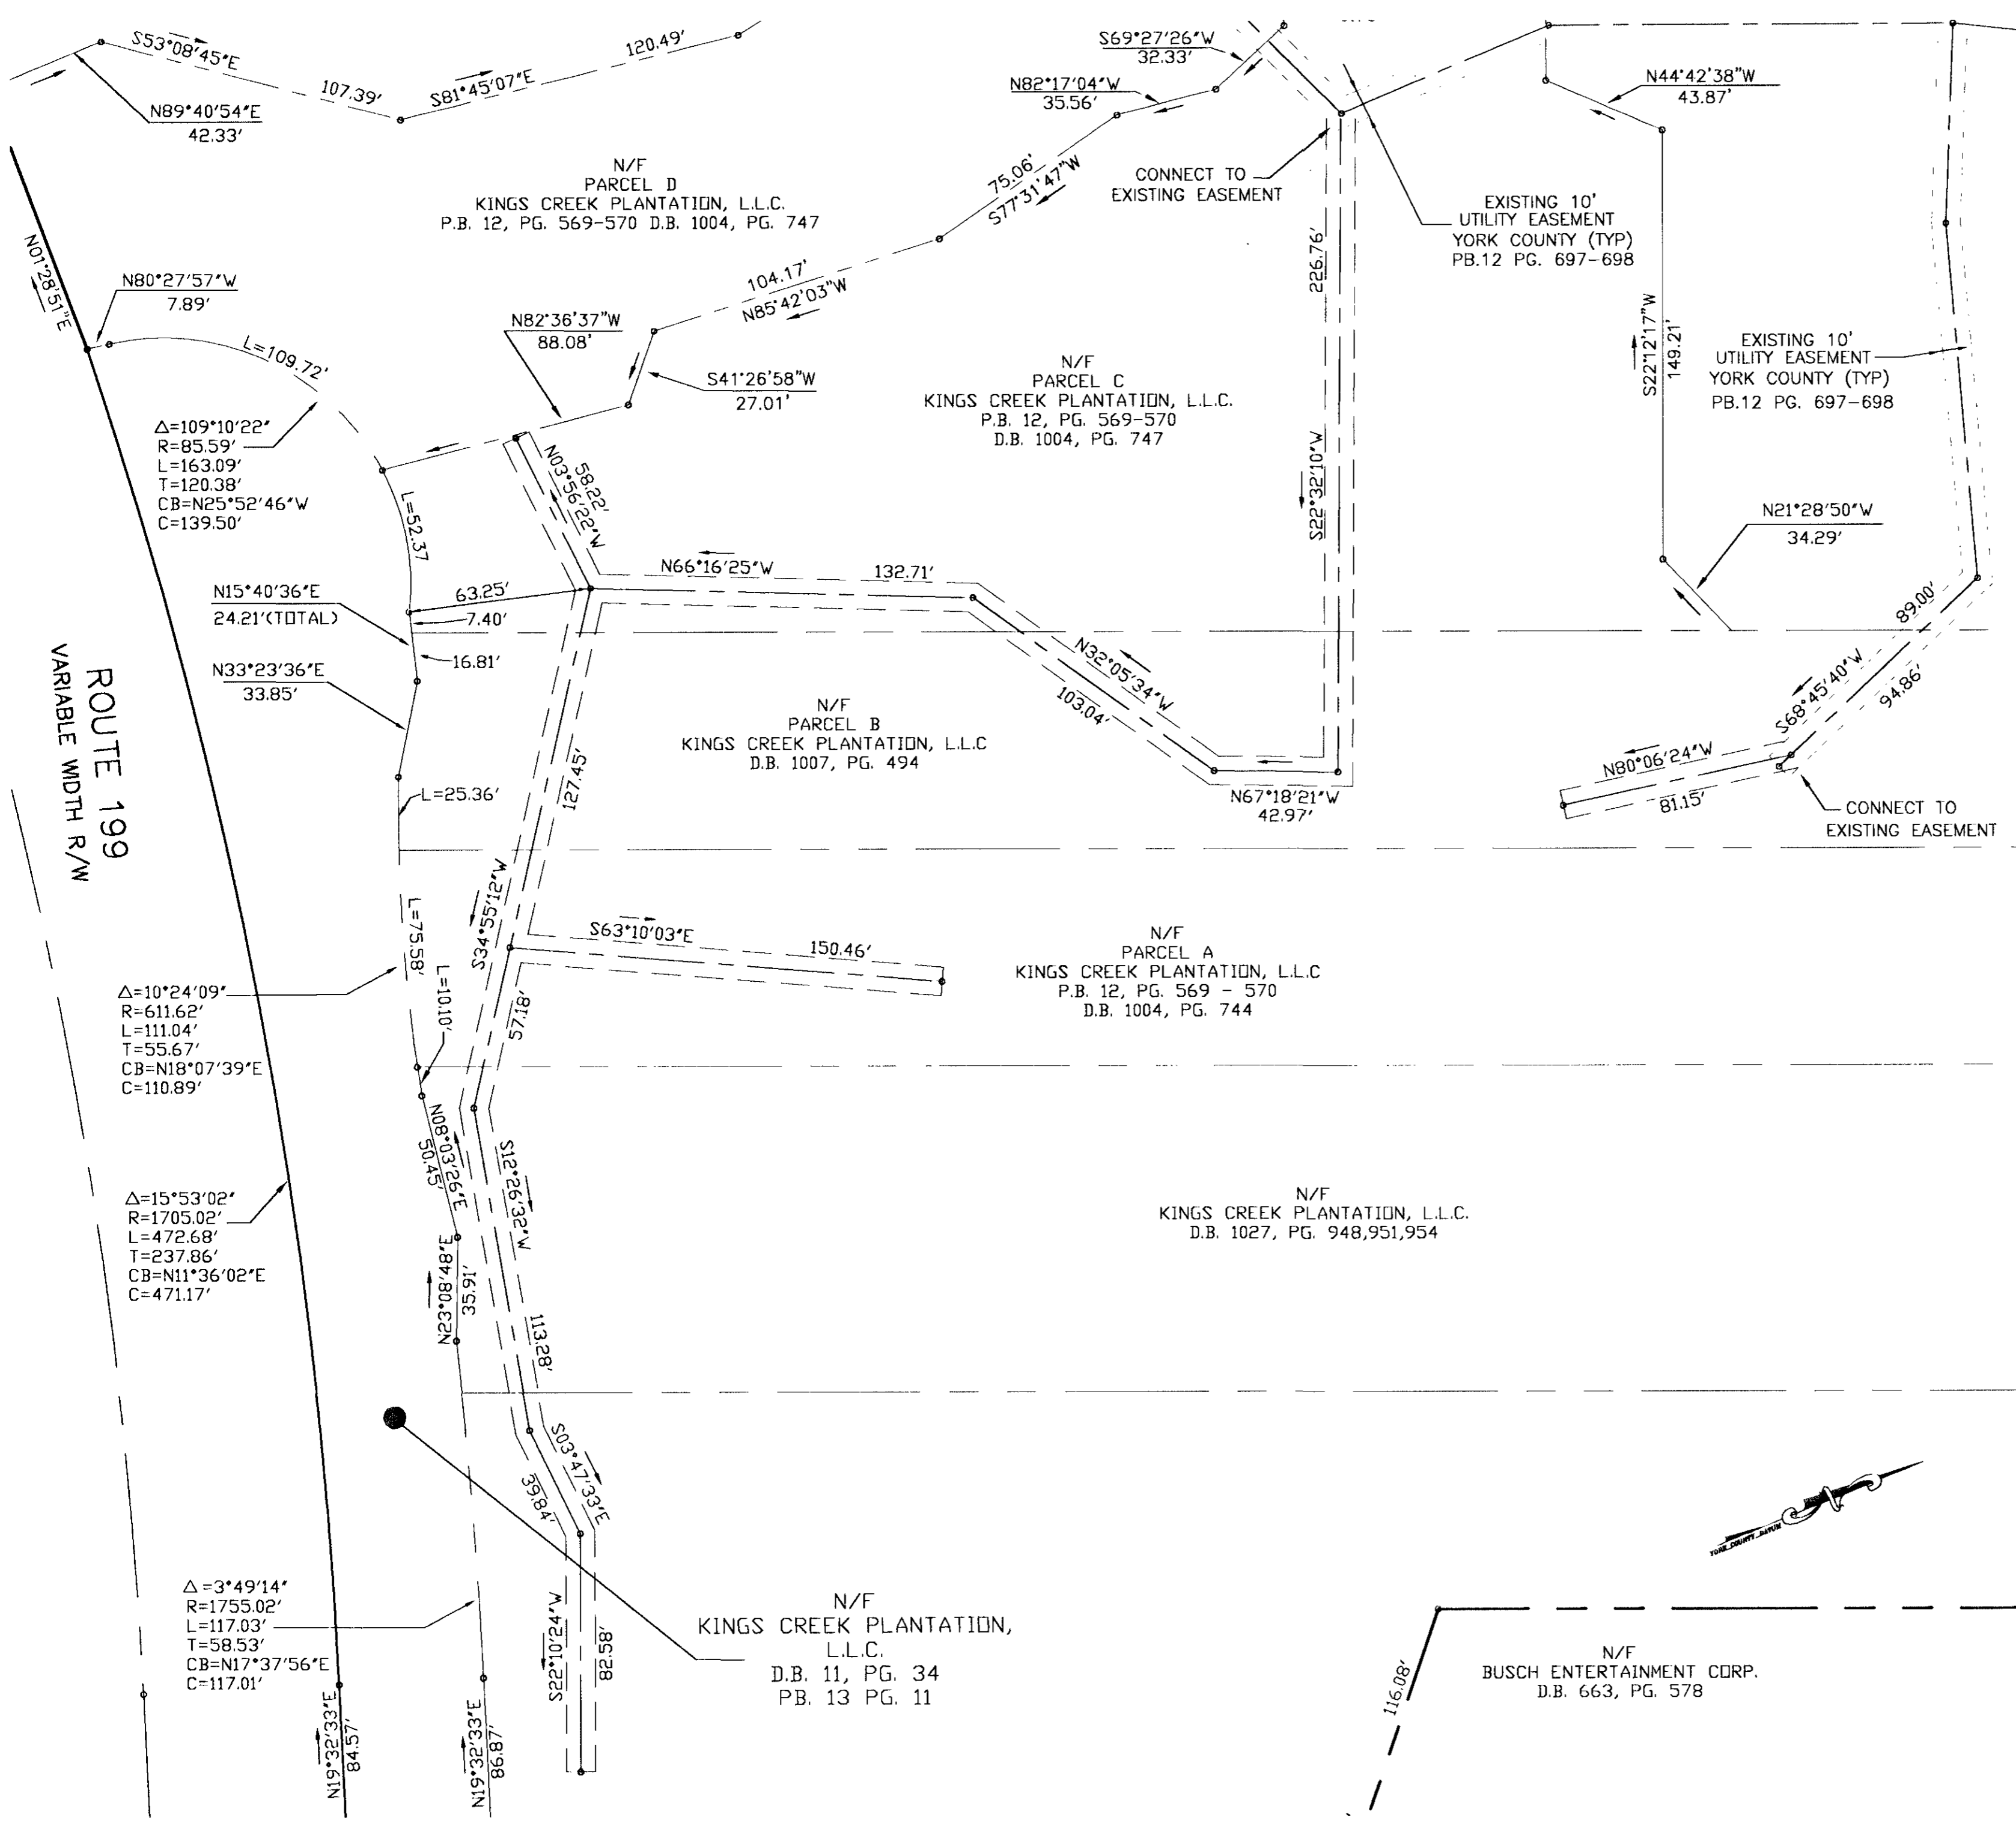 S53°08'45"E
107.39'
S81°45'07"E
120.49'
N89°40'54"E
42.33'
S69°27'26"W
32.33'
N82°17'04"W
35.56'
N44°42'38"W
43.87'
N/F
PARCEL D
KINGS CREEK PLANTATION, L.L.C.
P.B. 12, PG. 569-570 D.B. 1004, PG. 747
75.06'
S77°31'47"W
CONNECT TO
EXISTING EASEMENT
EXISTING 10'
UTILITY EASEMENT
YORK COUNTY (TYP)
PB.12 PG. 697-698
N01°28'51"E
N80°27'57"W
7.89'
L=109.72'
104.17'
N85°42'03"W
N82°36'37"W
88.08'
S41°26'58"W
27.01'
226.76'
S22°32'10"W
S22°12'17"W
149.21'
EXISTING 10'
UTILITY EASEMENT
YORK COUNTY (TYP)
PB.12 PG. 697-698
N/F
PARCEL C
KINGS CREEK PLANTATION, L.L.C.
P.B. 12, PG. 569-570
D.B. 1004, PG. 747
Δ=109°10'22"
R=85.59'
L=163.09'
T=120.38'
CB=N25°52'46"W
C=139.50'
L=52.37
58.22'
N03°56'22"W
N21°28'50"W
34.29'
N66°16'25"W
132.71'
N15°40'36"E
24.21'(TOTAL)
63.25'
7.40'
16.81'
N33°23'36"E
33.85'
89.00'
S68°45'40"W
94.86'
N32°05'34"W
103.04'
ROUTE 199
VARIABLE WIDTH R/W
N/F
PARCEL B
KINGS CREEK PLANTATION, L.L.C
D.B. 1007, PG. 494
127.45'
S34°55'12"W
L=25.36'
N67°18'21"W
42.97'
N80°06'24"W
81.15'
CONNECT TO
EXISTING EASEMENT
L=75.58'
S63°10'03"E
150.46'
N/F
PARCEL A
KINGS CREEK PLANTATION, L.L.C
P.B. 12, PG. 569 - 570
D.B. 1004, PG. 744
L=10.10'
57.18'
Δ=10°24'09"
R=611.62'
L=111.04'
T=55.67'
CB=N18°07'39"E
C=110.89'
N08°03'26"E
50.45'
S12°26'32"W
113.28'
Δ=15°53'02"
R=1705.02'
L=472.68'
T=237.86'
CB=N11°36'02"E
C=471.17'
N23°08'48"E
35.91'
N/F
KINGS CREEK PLANTATION, L.L.C.
D.B. 1027, PG. 948,951,954
S03°47'33"E
39.84'
YORK COUNTY DATUM
Δ=3°49'14"
R=1755.02'
L=117.03'
T=58.53'
CB=N17°37'56"E
C=117.01'
S22°10'24"W
82.58'
N/F
KINGS CREEK PLANTATION,
L.L.C.
D.B. 11, PG. 34
PB. 13 PG. 11
N/F
BUSCH ENTERTAINMENT CORP.
D.B. 663, PG. 578
116.08'
N19°32'33"E
84.57'
N19°32'33"E
86.87'